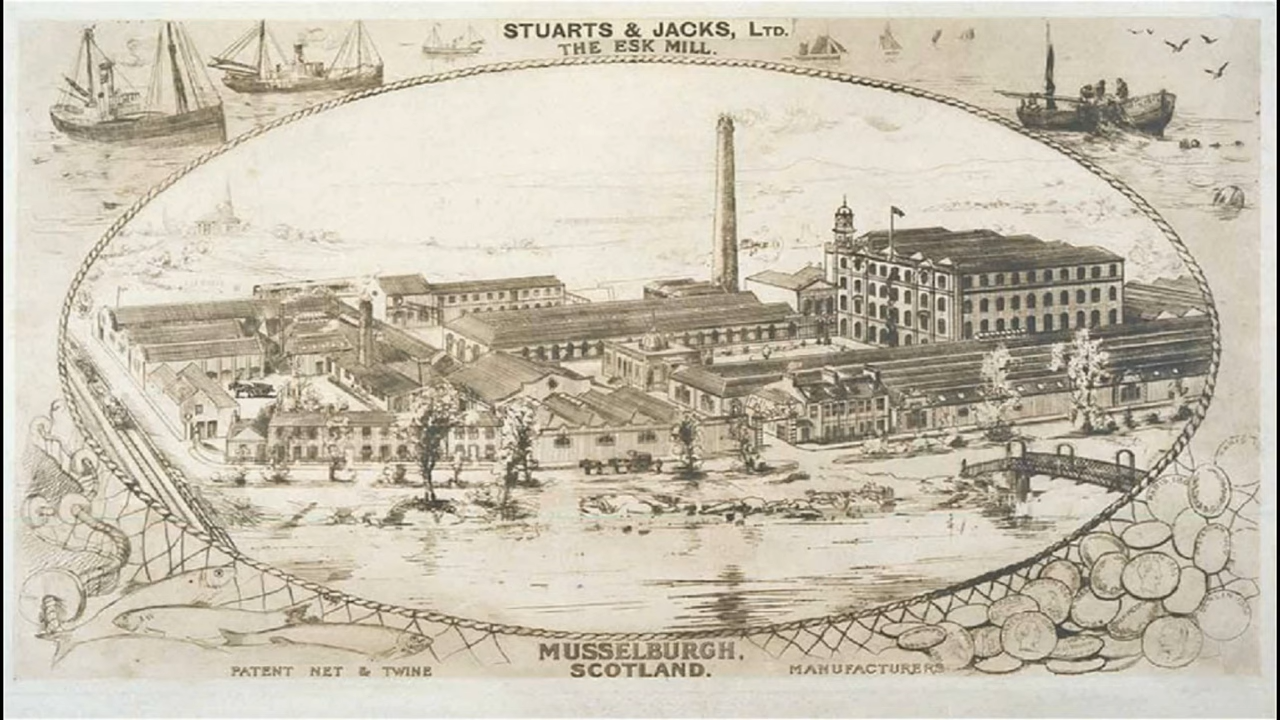 STUARTS & JACKS, LTD.
THE ESK MILL.
MUSSELBURGH,
SCOTLAND.
PATENT NET & TWINE MANUFACTURERS